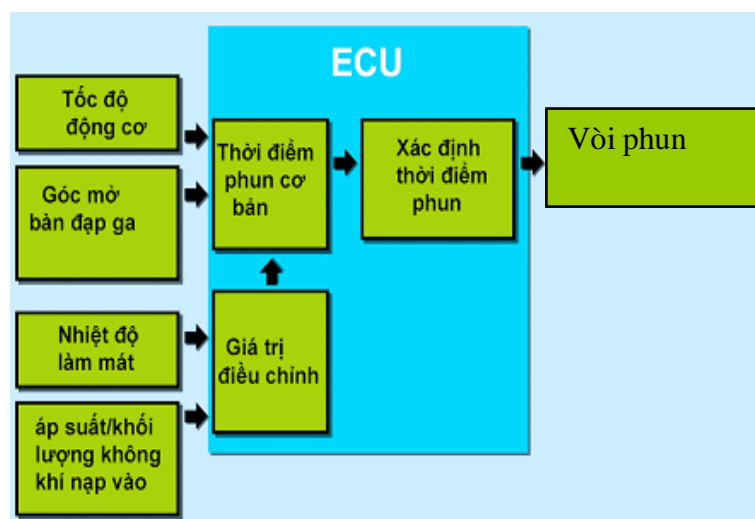 ECU
Tốc độ
động cơ
Góc mở
bàn đạp ga
Thời điểm
phun cơ
bản
Xác định
thời điểm
phun
Vòi phun
Nhiệt độ
làm mát
Giá trị
điều chỉnh
áp suất/khối
lượng không
khí nạp vào